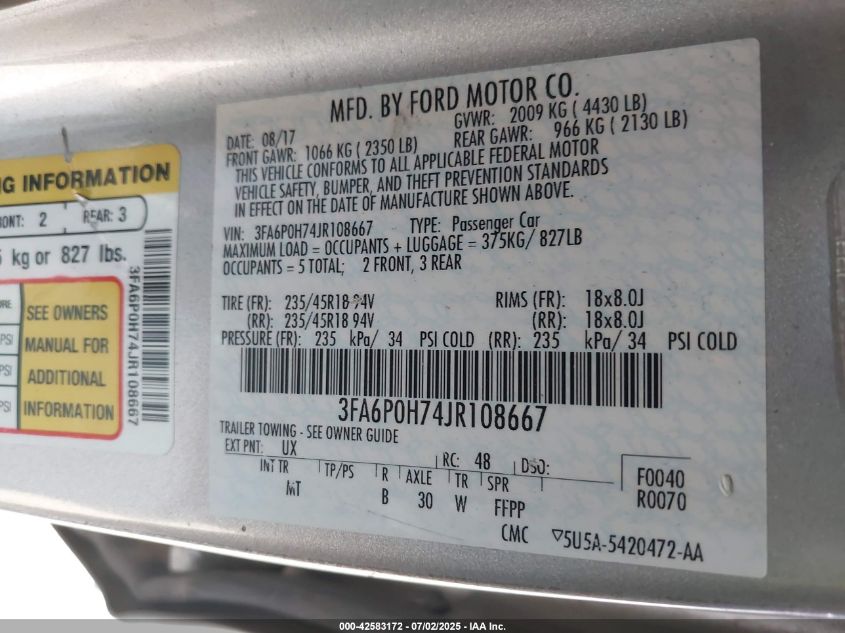 NG INFORMATION
FRONT: 2 REAR: 3
5 kg or 827 lbs.
SEE OWNERS
MANUAL FOR
ADDITIONAL
INFORMATION
PSI
PSI
PSI
3FA6P0H74JR108667
MFD. BY FORD MOTOR CO.
DATE: 08/17 GVWR: 2009 KG ( 4430 LB)
FRONT GAWR: 1066 KG ( 2350 LB) REAR GAWR: 966 KG ( 2130 LB)
THIS VEHICLE CONFORMS TO ALL APPLICABLE FEDERAL MOTOR
VEHICLE SAFETY, BUMPER, AND THEFT PREVENTION STANDARDS
IN EFFECT ON THE DATE OF MANUFACTURE SHOWN ABOVE.
VIN: 3FA6P0H74JR108667 TYPE: Passenger Car
MAXIMUM LOAD = OCCUPANTS + LUGGAGE = 375KG/ 827LB
OCCUPANTS = 5 TOTAL; 2 FRONT, 3 REAR
TIRE (FR): 235/45R18 94V RIMS (FR): 18x8.0J
(RR): 235/45R18 94V (RR): 18x8.0J
PRESSURE (FR): 235 kPa/ 34 PSI COLD (RR): 235 kPa/ 34 PSI COLD
3FA6P0H74JR108667
TRAILER TOWING - SEE OWNER GUIDE
EXT PNT: UX RC: 48 DSO:
INT TR TP/PS R AXLE TR SPR
MT B 30 W FFPP
F0040
R0070
CMC ▽5U5A-5420472-AA
000-42583172 - 07/02/2025 - IAA Inc.